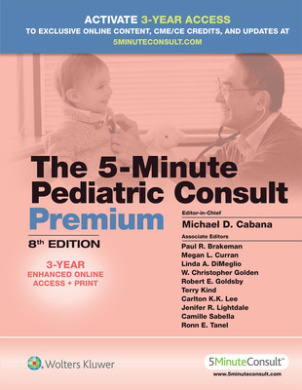 ACTIVATE 3-YEAR ACCESS
TO EXCLUSIVE ONLINE CONTENT, CME/CE CREDITS, AND UPDATES AT
5MINUTECONSULT.COM
The 5-Minute
Pediatric Consult
Premium
8th EDITION
3-YEAR
ENHANCED ONLINE
ACCESS + PRINT
Editor-in-Chief
Michael D. Cabana
Associate Editors
Paul R. Brakeman
Megan L. Curran
Linda A. DiMeglio
W. Christopher Golden
Robert E. Goldsby
Terry Kind
Carlton K.K. Lee
Jenifer R. Lightdale
Camille Sabella
Ronn E. Tanel
Wolters Kluwer
5MinuteConsult
www.5minuteconsult.com